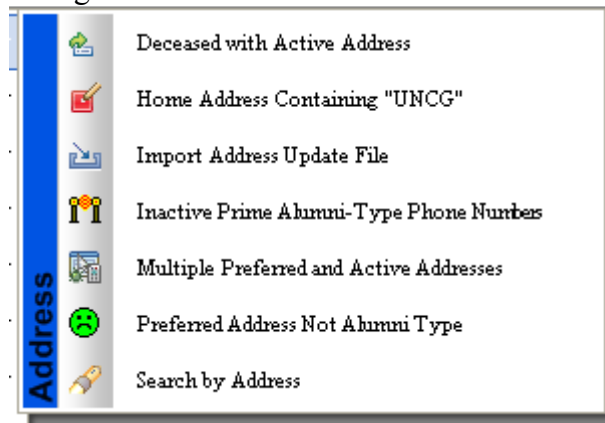 Address
Deceased with Active Address
Home Address Containing "UNCG"
Import Address Update File
Inactive Prime Alumni-Type Phone Numbers
Multiple Preferred and Active Addresses
Preferred Address Not Alumni Type
Search by Address